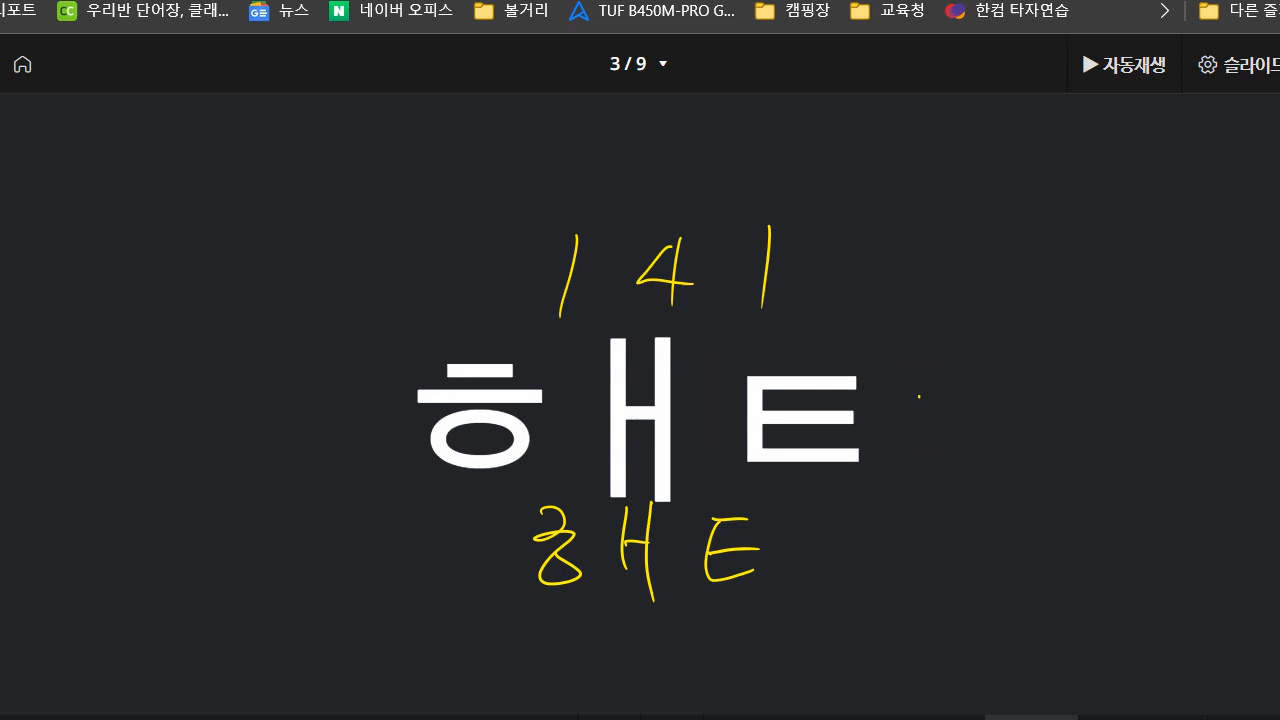 리포트 우리반 단어장, 클래... 뉴스 네이버 오피스 볼거리 TUF B450M-PRO G... 캠핑장 교육청 한컴 타자연습 다른 즐
3 / 9 자동재생 슬라이드
1 4 1
ㅎㅐㅌ
H E